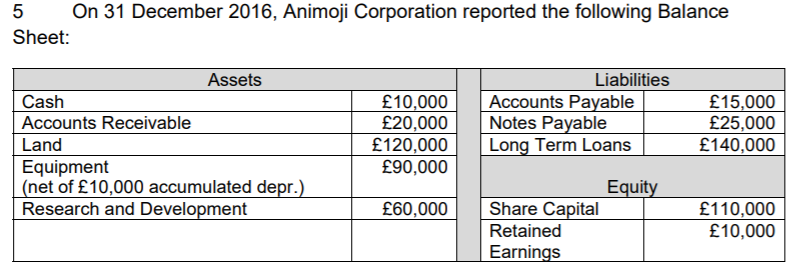 5 On 31 December 2016, Animoji Corporation reported the following Balance
Sheet:
Assets Liabilities
Cash £10,000 Accounts Payable £15,000
Accounts Receivable £20,000 Notes Payable £25,000
Land £120,000 Long Term Loans £140,000
Equipment £90,000
(net of £10,000 accumulated depr.) Equity
Research and Development £60,000 Share Capital £110,000
Retained £10,000
Earnings